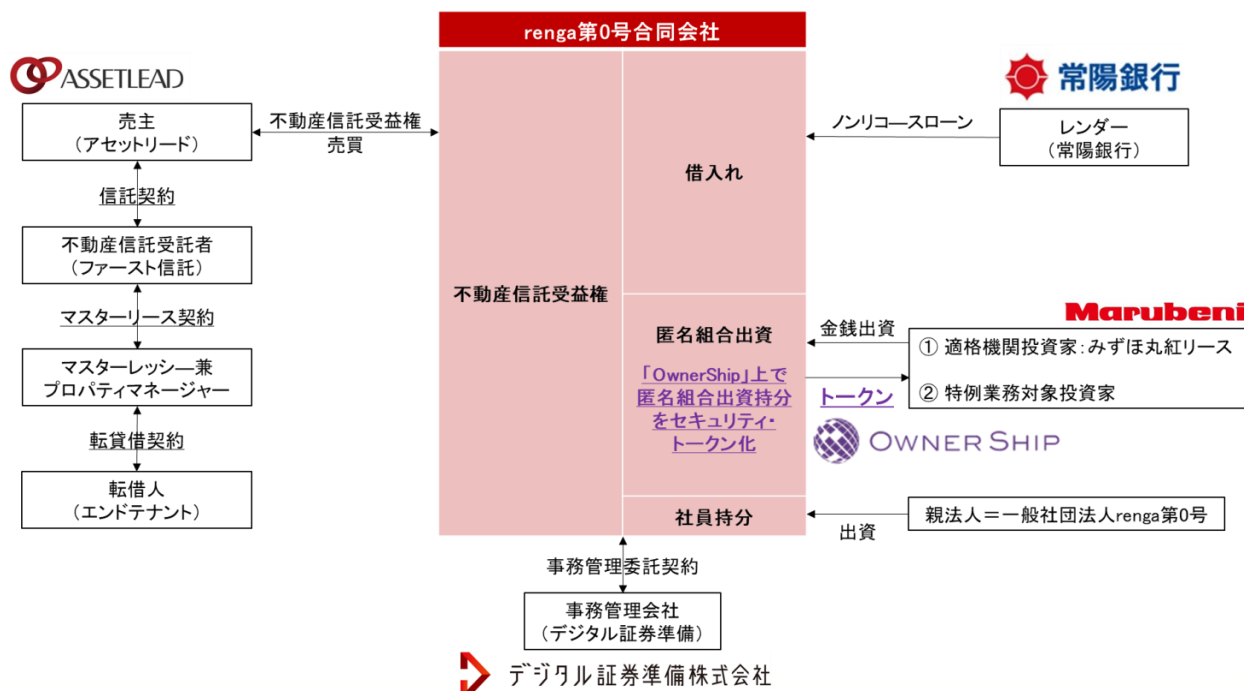 renga第0号合同会社
ASSETLEAD
売主
(アセットリード)
不動産信託受益権
売買
信託契約
不動産信託受託者
(ファースト信託)
マスターリース契約
マスターレッシー兼
プロパティマネージャー
転貸借契約
転借人
(エンドテナント)
不動産信託受益権
借入れ
匿名組合出資
「OwnerShip」上で
匿名組合出資持分
をセキュリティ・
トークン化
社員持分
常陽銀行
ノンリコースローン
レンダー
(常陽銀行)
Marubeni
金銭出資
① 適格機関投資家:みずほ丸紅リース
② 特例業務対象投資家
トークン
OWNERSHIP
出資
親法人=一般社団法人renga第0号
事務管理委託契約
事務管理会社
(デジタル証券準備)
デジタル証券準備株式会社